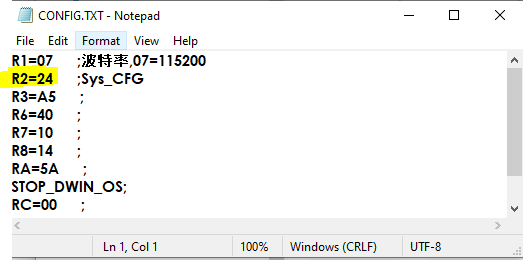 CONFIG.TXT - Notepad
File Edit Format View Help
R1=07 ;波特率,07=115200
R2=24 ;Sys_CFG
R3=A5 ;
R6=40 ;
R7=10 ;
R8=14 ;
RA=5A ;
STOP_DWIN_OS;
RC=00 ;
Ln 1, Col 1 100% Windows (CRLF) UTF-8